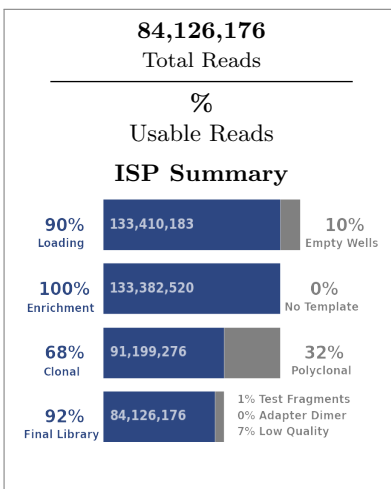 84,126,176
Total Reads
%
Usable Reads
ISP Summary
90%
Loading
133,410,183
10%
Empty Wells
100%
Enrichment
133,382,520
0%
No Template
68%
Clonal
91,199,276
32%
Polyclonal
92%
Final Library
84,126,176
1% Test Fragments
0% Adapter Dimer
7% Low Quality